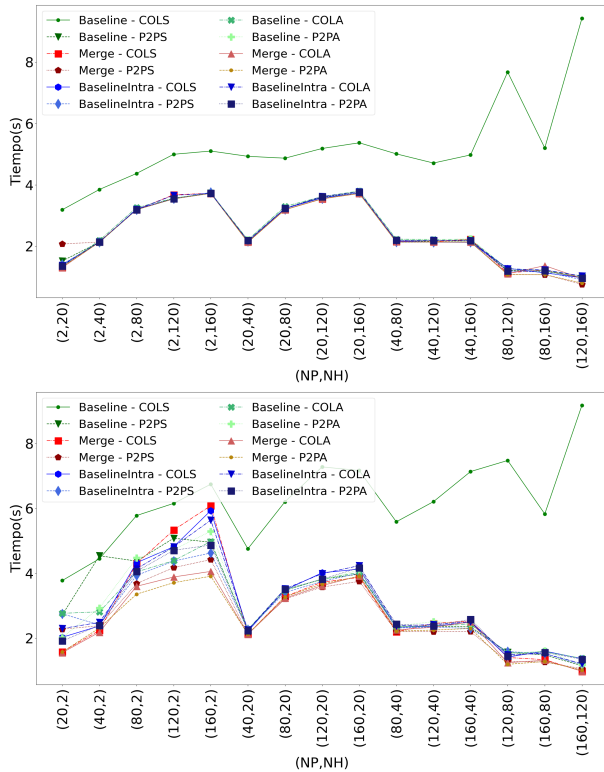 Baseline - COLS
Baseline - COLA
Baseline - P2PS
Baseline - P2PA
Merge - COLS
Merge - COLA
Merge - P2PS
Merge - P2PA
BaselineIntra - COLS
BaselineIntra - COLA
BaselineIntra - P2PS
BaselineIntra - P2PA
8
6
4
2
Tiempo(s)
(2,20)
(2,40)
(2,80)
(2,120)
(2,160)
(20,40)
(20,80)
(20,120)
(20,160)
(40,80)
(40,120)
(40,160)
(80,120)
(80,160)
(120,160)
(NP,NH)
Baseline - COLS
Baseline - COLA
Baseline - P2PS
Baseline - P2PA
Merge - COLS
Merge - COLA
Merge - P2PS
Merge - P2PA
BaselineIntra - COLS
BaselineIntra - COLA
BaselineIntra - P2PS
BaselineIntra - P2PA
8
6
4
2
Tiempo(s)
(20,2)
(40,2)
(80,2)
(120,2)
(160,2)
(40,20)
(80,20)
(120,20)
(160,20)
(80,40)
(120,40)
(160,40)
(120,80)
(160,80)
(160,120)
(NP,NH)